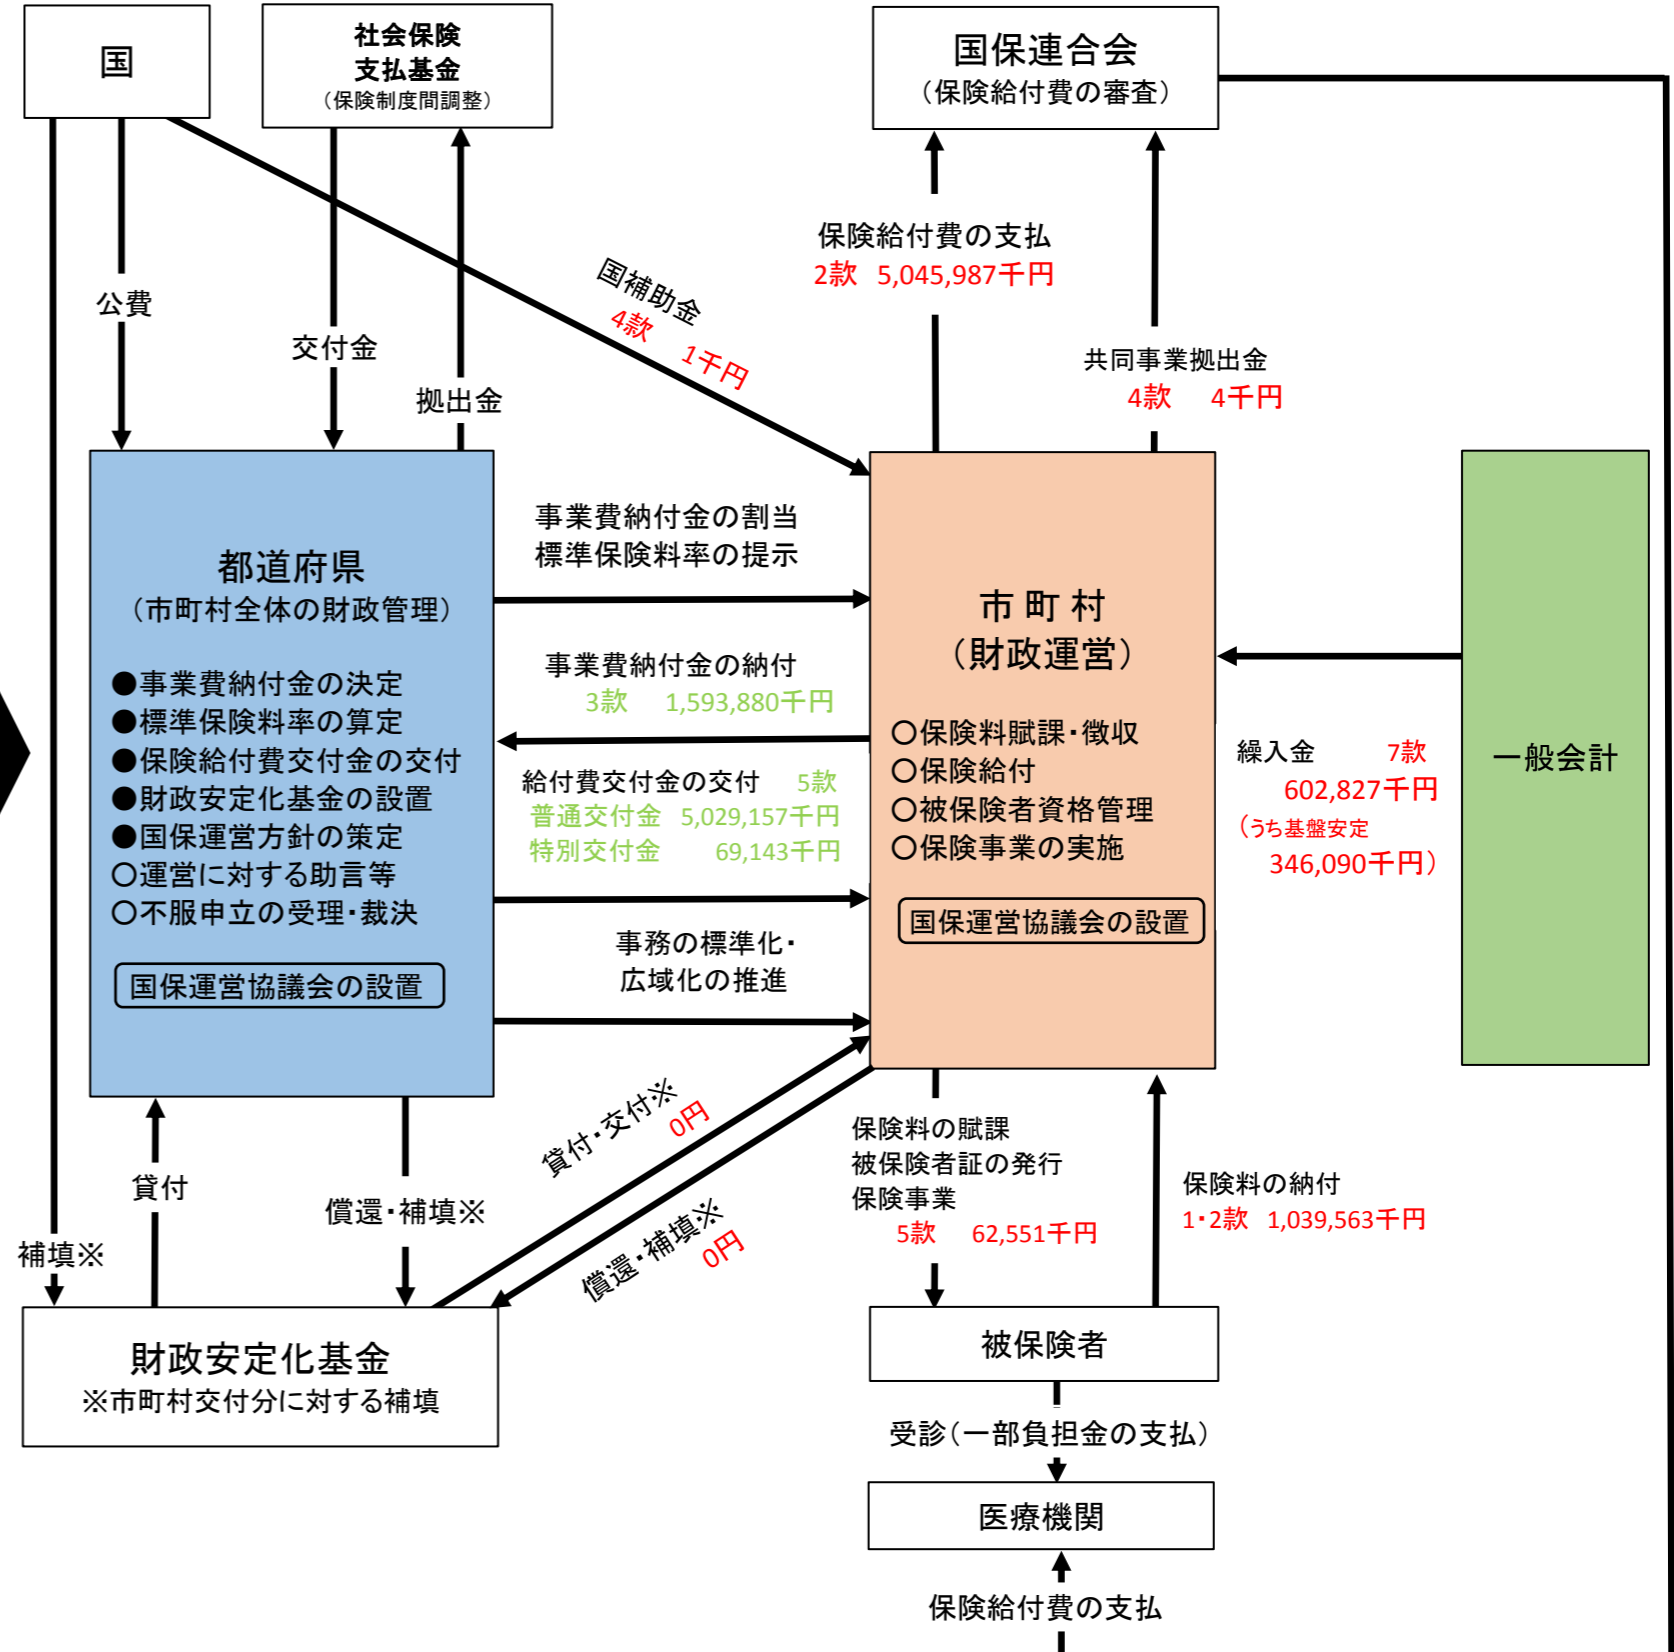 国
社会保険
支払基金
（保険制度間調整）
国保連合会
（保険給付費の審査）
公費
交付金
拠出金
国補助金
4款 1千円
保険給付費の支払
2款 5,045,987千円
共同事業拠出金
4款 4千円
都道府県
（市町村全体の財政管理）
●事業費納付金の決定
●標準保険料率の算定
●保険給付費交付金の交付
●財政安定化基金の設置
●国保運営方針の策定
○運営に対する助言等
○不服申立の受理・裁決
国保運営協議会の設置
事業費納付金の割当
標準保険料率の提示
事業費納付金の納付
3款 1,593,880千円
給付費交付金の交付 5款
普通交付金 5,029,157千円
特別交付金 69,143千円
事務の標準化・
広域化の推進
市町村
（財政運営）
○保険料賦課・徴収
○保険給付
○被保険者資格管理
○保険事業の実施
国保運営協議会の設置
繰入金 7款
602,827千円
（うち基盤安定
346,090千円）
一般会計
貸付・交付※
0円
償還・補填※
0円
貸付
償還・補填※
補填※
保険料の賦課
被保険者証の発行
保険事業
5款 62,551千円
保険料の納付
1・2款 1,039,563千円
財政安定化基金
※市町村交付分に対する補填
被保険者
受診（一部負担金の支払）
医療機関
保険給付費の支払